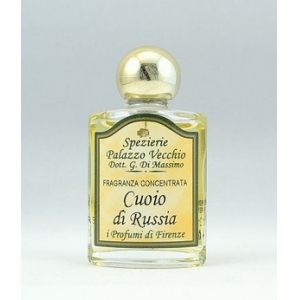 Spezierie
Palazzo Vecchio
Dott. G. Di Massimo
FRAGRANZA CONCENTRATA
Cuoio
di Russia
i Profumi di Firenze